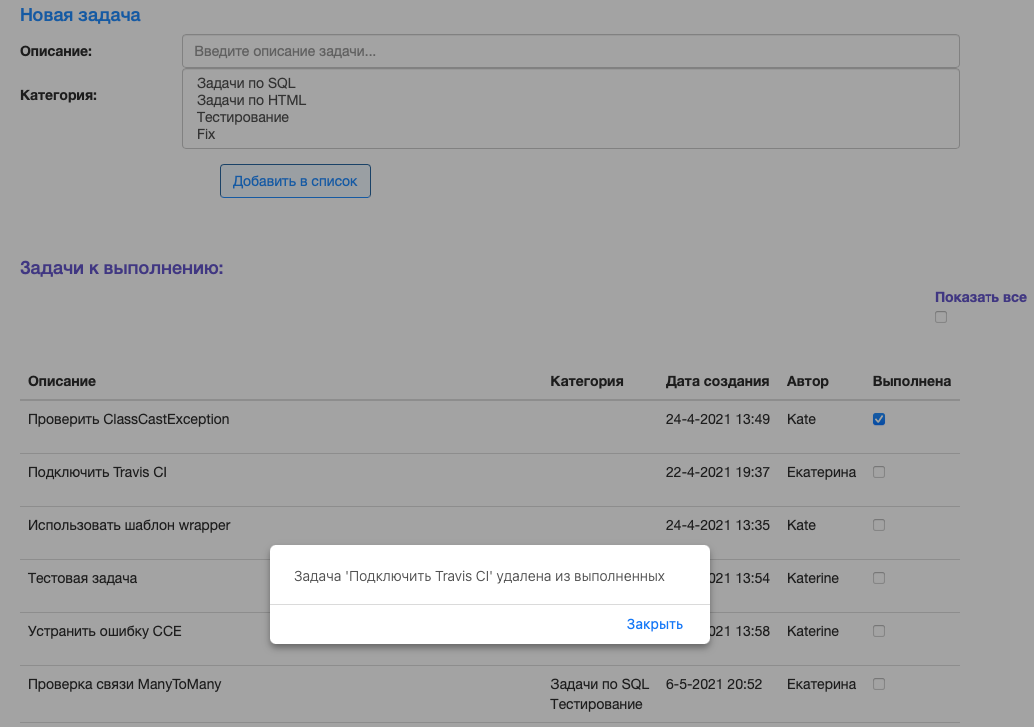 Новая задача
Описание:
Введите описание задачи...
Категория:
Задачи по SQL
Задачи по HTML
Тестирование
Fix
Добавить в список
Задачи к выполнению:
Показать все
Описание Категория Дата создания Автор Выполнена
Проверить ClassCastException 24-4-2021 13:49 Kate
Подключить Travis CI 22-4-2021 19:37 Екатерина
Использовать шаблон wrapper 24-4-2021 13:35 Kate
Задача 'Подключить Travis CI' удалена из выполненных
Закрыть
Тестовая задача 021 13:54 Katerine
Устранить ошибку CCE 021 13:58 Katerine
Проверка связи ManyToMany Задачи по SQL 6-5-2021 20:52 Екатерина
Тестирование